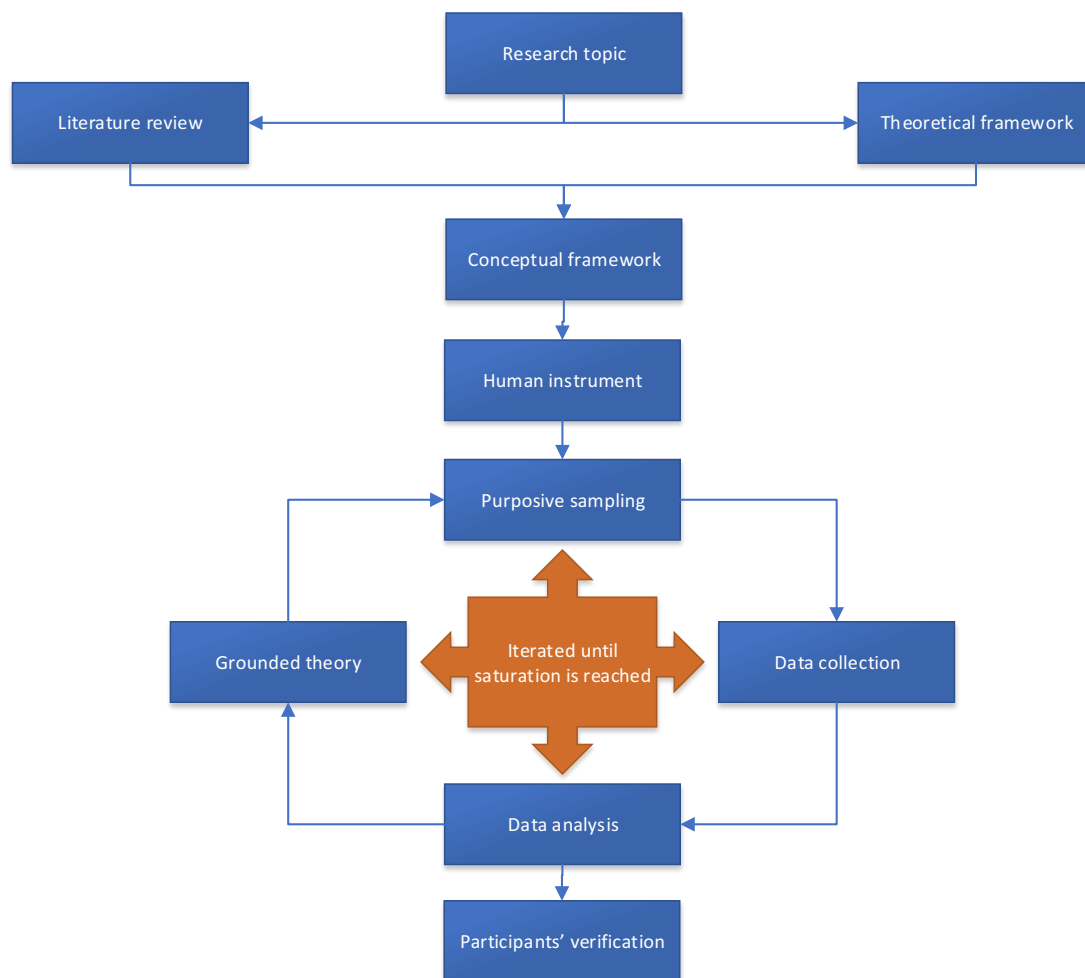 Research topic
Literature review
Theoretical framework
Conceptual framework
Human instrument
Purposive sampling
Grounded theory
Iterated until
saturation is reached
Data collection
Data analysis
Participants’ verification